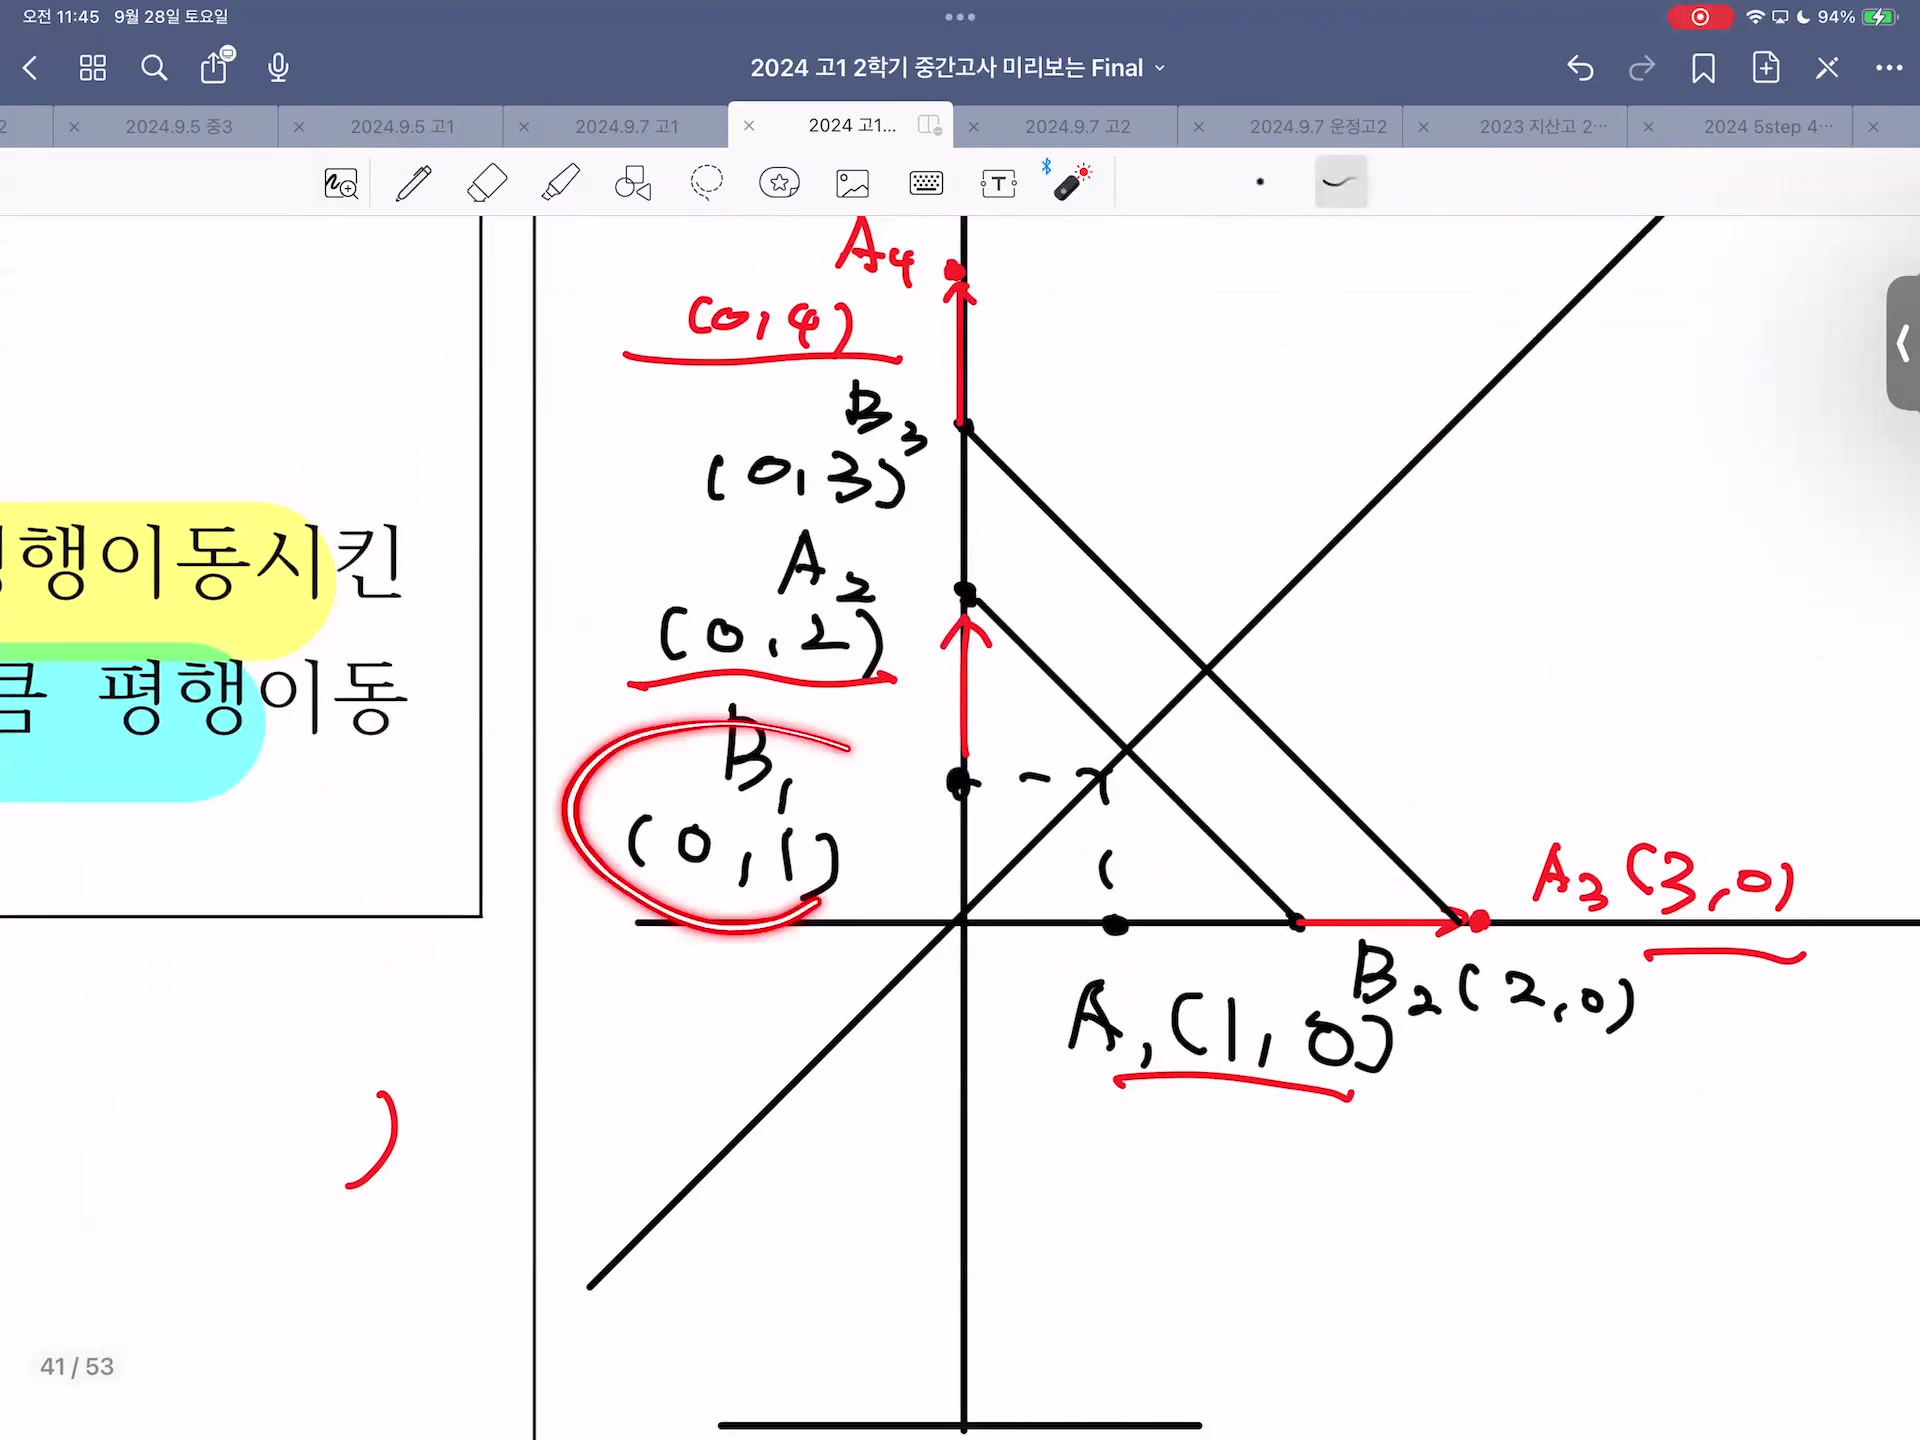 오전 11:45 9월 28일 토요일
94%
2024 고1 2학기 중간고사 미리보는 Final
2
2024.9.5 중3
2024.9.5 고1
2024.9.7 고1
2024 고1...
2024.9.7 고2
2024.9.7 운정고2
2023 지산고 2...
2024 5step 4...
T
A4
(0,4)
B3
(0,3)
A2
(0,2)
B1
(0,1)
행이동시킨
큼 평행이동
A3(3,0)
B2(2,0)
A1(1,0)
41 / 53